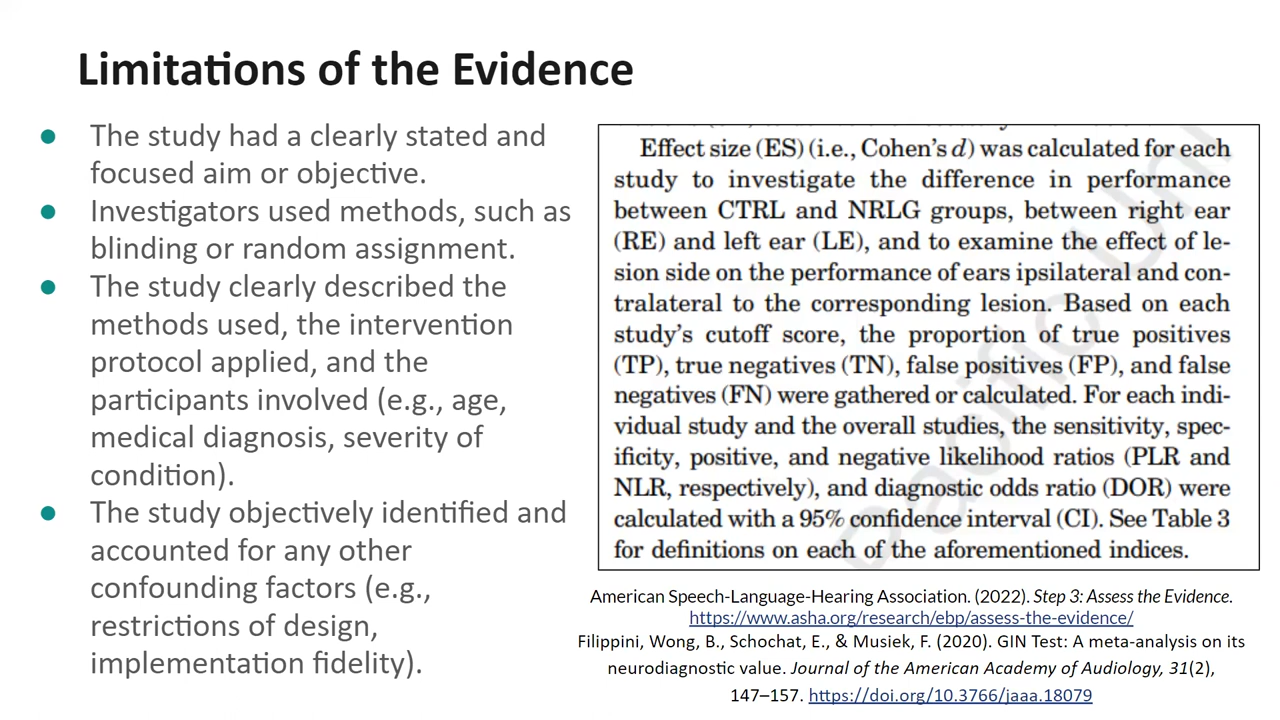 Limitations of the Evidence
● The study had a clearly stated and
focused aim or objective.
● Investigators used methods, such as
blinding or random assignment.
● The study clearly described the
methods used, the intervention
protocol applied, and the
participants involved (e.g., age,
medical diagnosis, severity of
condition).
● The study objectively identified and
accounted for any other
confounding factors (e.g.,
restrictions of design,
implementation fidelity).
Effect size (ES) (i.e., Cohen's d) was calculated for each
study to investigate the difference in performance
between CTRL and NRLG groups, between right ear
(RE) and left ear (LE), and to examine the effect of le-
sion side on the performance of ears ipsilateral and con-
tralateral to the corresponding lesion. Based on each
study's cutoff score, the proportion of true positives
(TP), true negatives (TN), false positives (FP), and false
negatives (FN) were gathered or calculated. For each indi-
vidual study and the overall studies, the sensitivity, spec-
ificity, positive, and negative likelihood ratios (PLR and
NLR, respectively), and diagnostic odds ratio (DOR) were
calculated with a 95% confidence interval (CI). See Table 3
for definitions on each of the aforementioned indices.
Pacific Uni
American Speech-Language-Hearing Association. (2022). Step 3: Assess the Evidence.
https://www.asha.org/research/ebp/assess-the-evidence/
Filippini, Wong, B., Schochat, E., & Musiek, F. (2020). GIN Test: A meta-analysis on its
neurodiagnostic value. Journal of the American Academy of Audiology, 31(2),
147–157. https://doi.org/10.3766/jaaa.18079